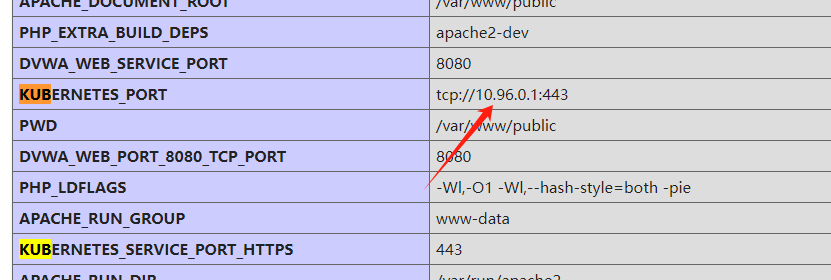 APACHE_DOCUMENT_ROOT /var/www/public
PHP_EXTRA_BUILD_DEPS apache2-dev
DVWA_WEB_SERVICE_PORT 8080
KUBERNETES_PORT tcp://10.96.0.1:443
PWD /var/www/public
DVWA_WEB_PORT_8080_TCP_PORT 8080
PHP_LDFLAGS -Wl,-O1 -Wl,--hash-style=both -pie
APACHE_RUN_GROUP www-data
KUBERNETES_SERVICE_PORT_HTTPS 443
APACHE_RUN_DIR /var/run/apache2